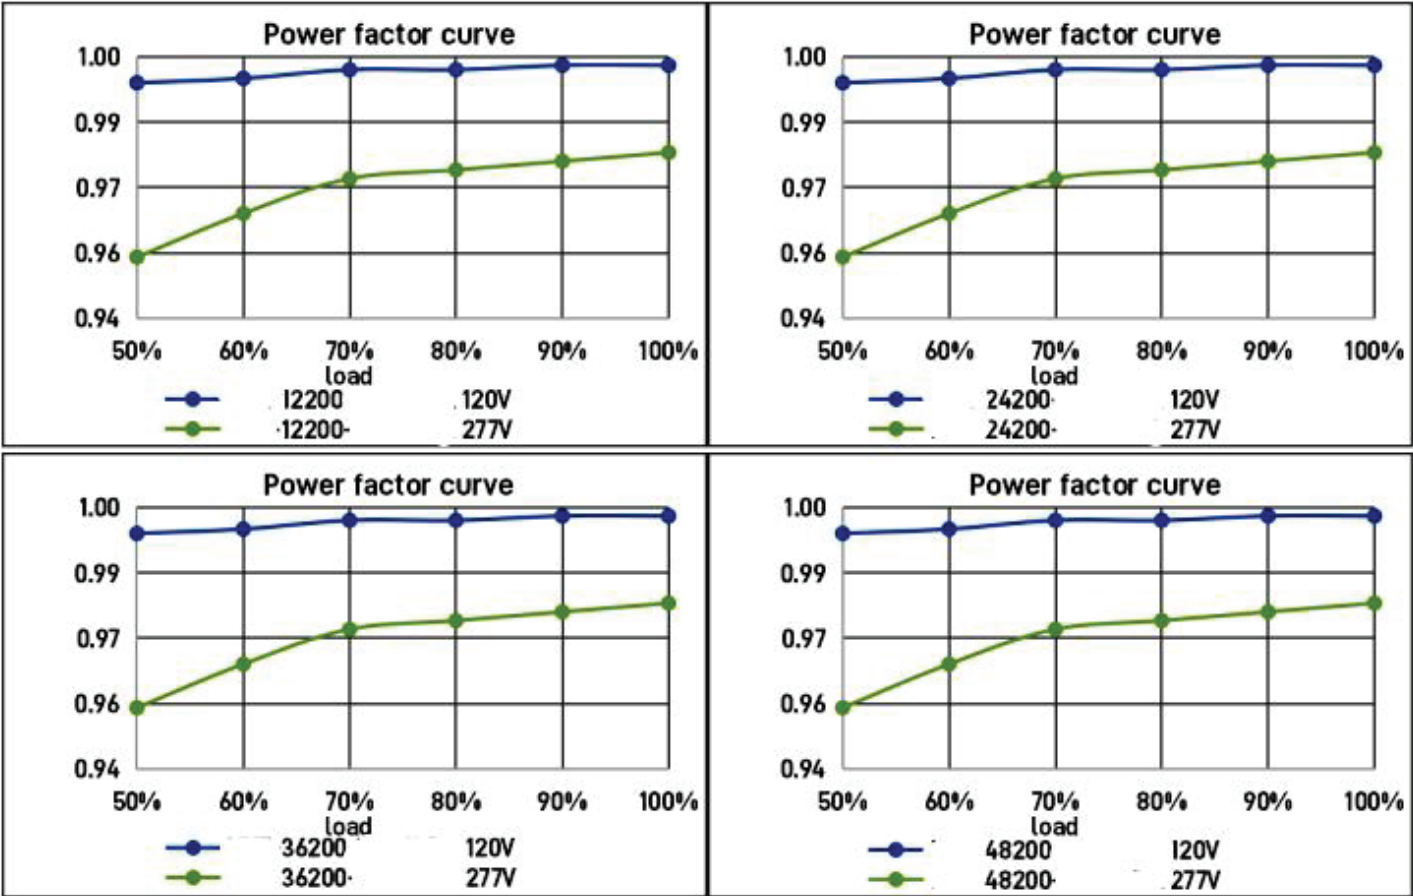 Power factor curve
1.00
0.99
0.97
0.96
0.94
50% 60% 70% 80% 90% 100%
load
12200 120V
-12200- 277V
Power factor curve
1.00
0.99
0.97
0.96
0.94
50% 60% 70% 80% 90% 100%
load
24200- 120V
24200- 277V
Power factor curve
1.00
0.99
0.97
0.96
0.94
50% 60% 70% 80% 90% 100%
load
36200 120V
36200- 277V
Power factor curve
1.00
0.99
0.97
0.96
0.94
50% 60% 70% 80% 90% 100%
load
48200 120V
48200- 277V